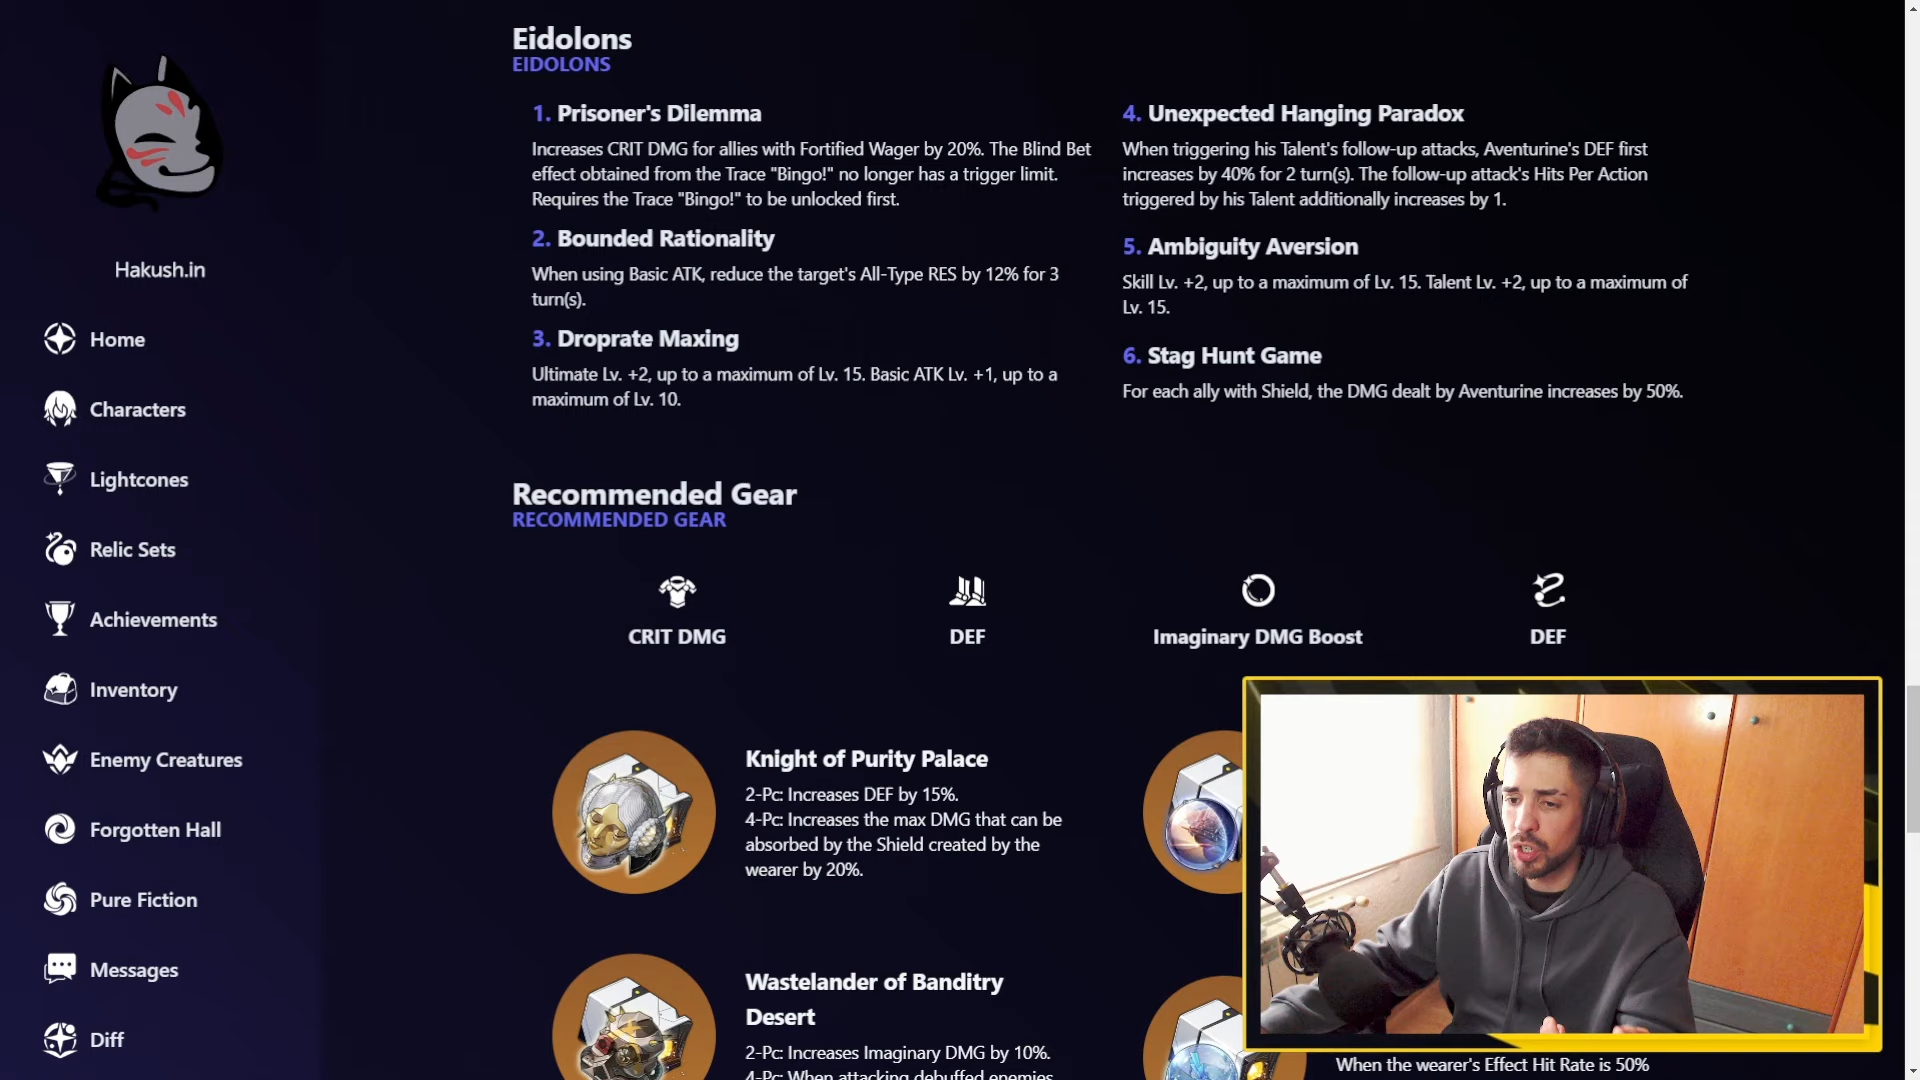 Hakush.in
Home
Characters
Lightcones
Relic Sets
Achievements
Inventory
Enemy Creatures
Forgotten Hall
Pure Fiction
Messages
Diff
Eidolons
EIDOLONS
1. Prisoner's Dilemma
Increases CRIT DMG for allies with Fortified Wager by 20%. The Blind Bet
effect obtained from the Trace "Bingo!" no longer has a trigger limit.
Requires the Trace "Bingo!" to be unlocked first.
2. Bounded Rationality
When using Basic ATK, reduce the target's All-Type RES by 12% for 3
turn(s).
3. Droprate Maxing
Ultimate Lv. +2, up to a maximum of Lv. 15. Basic ATK Lv. +1, up to a
maximum of Lv. 10.
4. Unexpected Hanging Paradox
When triggering his Talent's follow-up attacks, Aventurine's DEF first
increases by 40% for 2 turn(s). The follow-up attack's Hits Per Action
triggered by his Talent additionally increases by 1.
5. Ambiguity Aversion
Skill Lv. +2, up to a maximum of Lv. 15. Talent Lv. +2, up to a maximum of
Lv. 15.
6. Stag Hunt Game
For each ally with Shield, the DMG dealt by Aventurine increases by 50%.
Recommended Gear
RECOMMENDED GEAR
CRIT DMG
DEF
Imaginary DMG Boost
DEF
Knight of Purity Palace
2-Pc: Increases DEF by 15%.
4-Pc: Increases the max DMG that can be
absorbed by the Shield created by the
wearer by 20%.
Wastelander of Banditry
Desert
2-Pc: Increases Imaginary DMG by 10%.
4-Pc: When attacking debuffed enemies
When the wearer's Effect Hit Rate is 50%